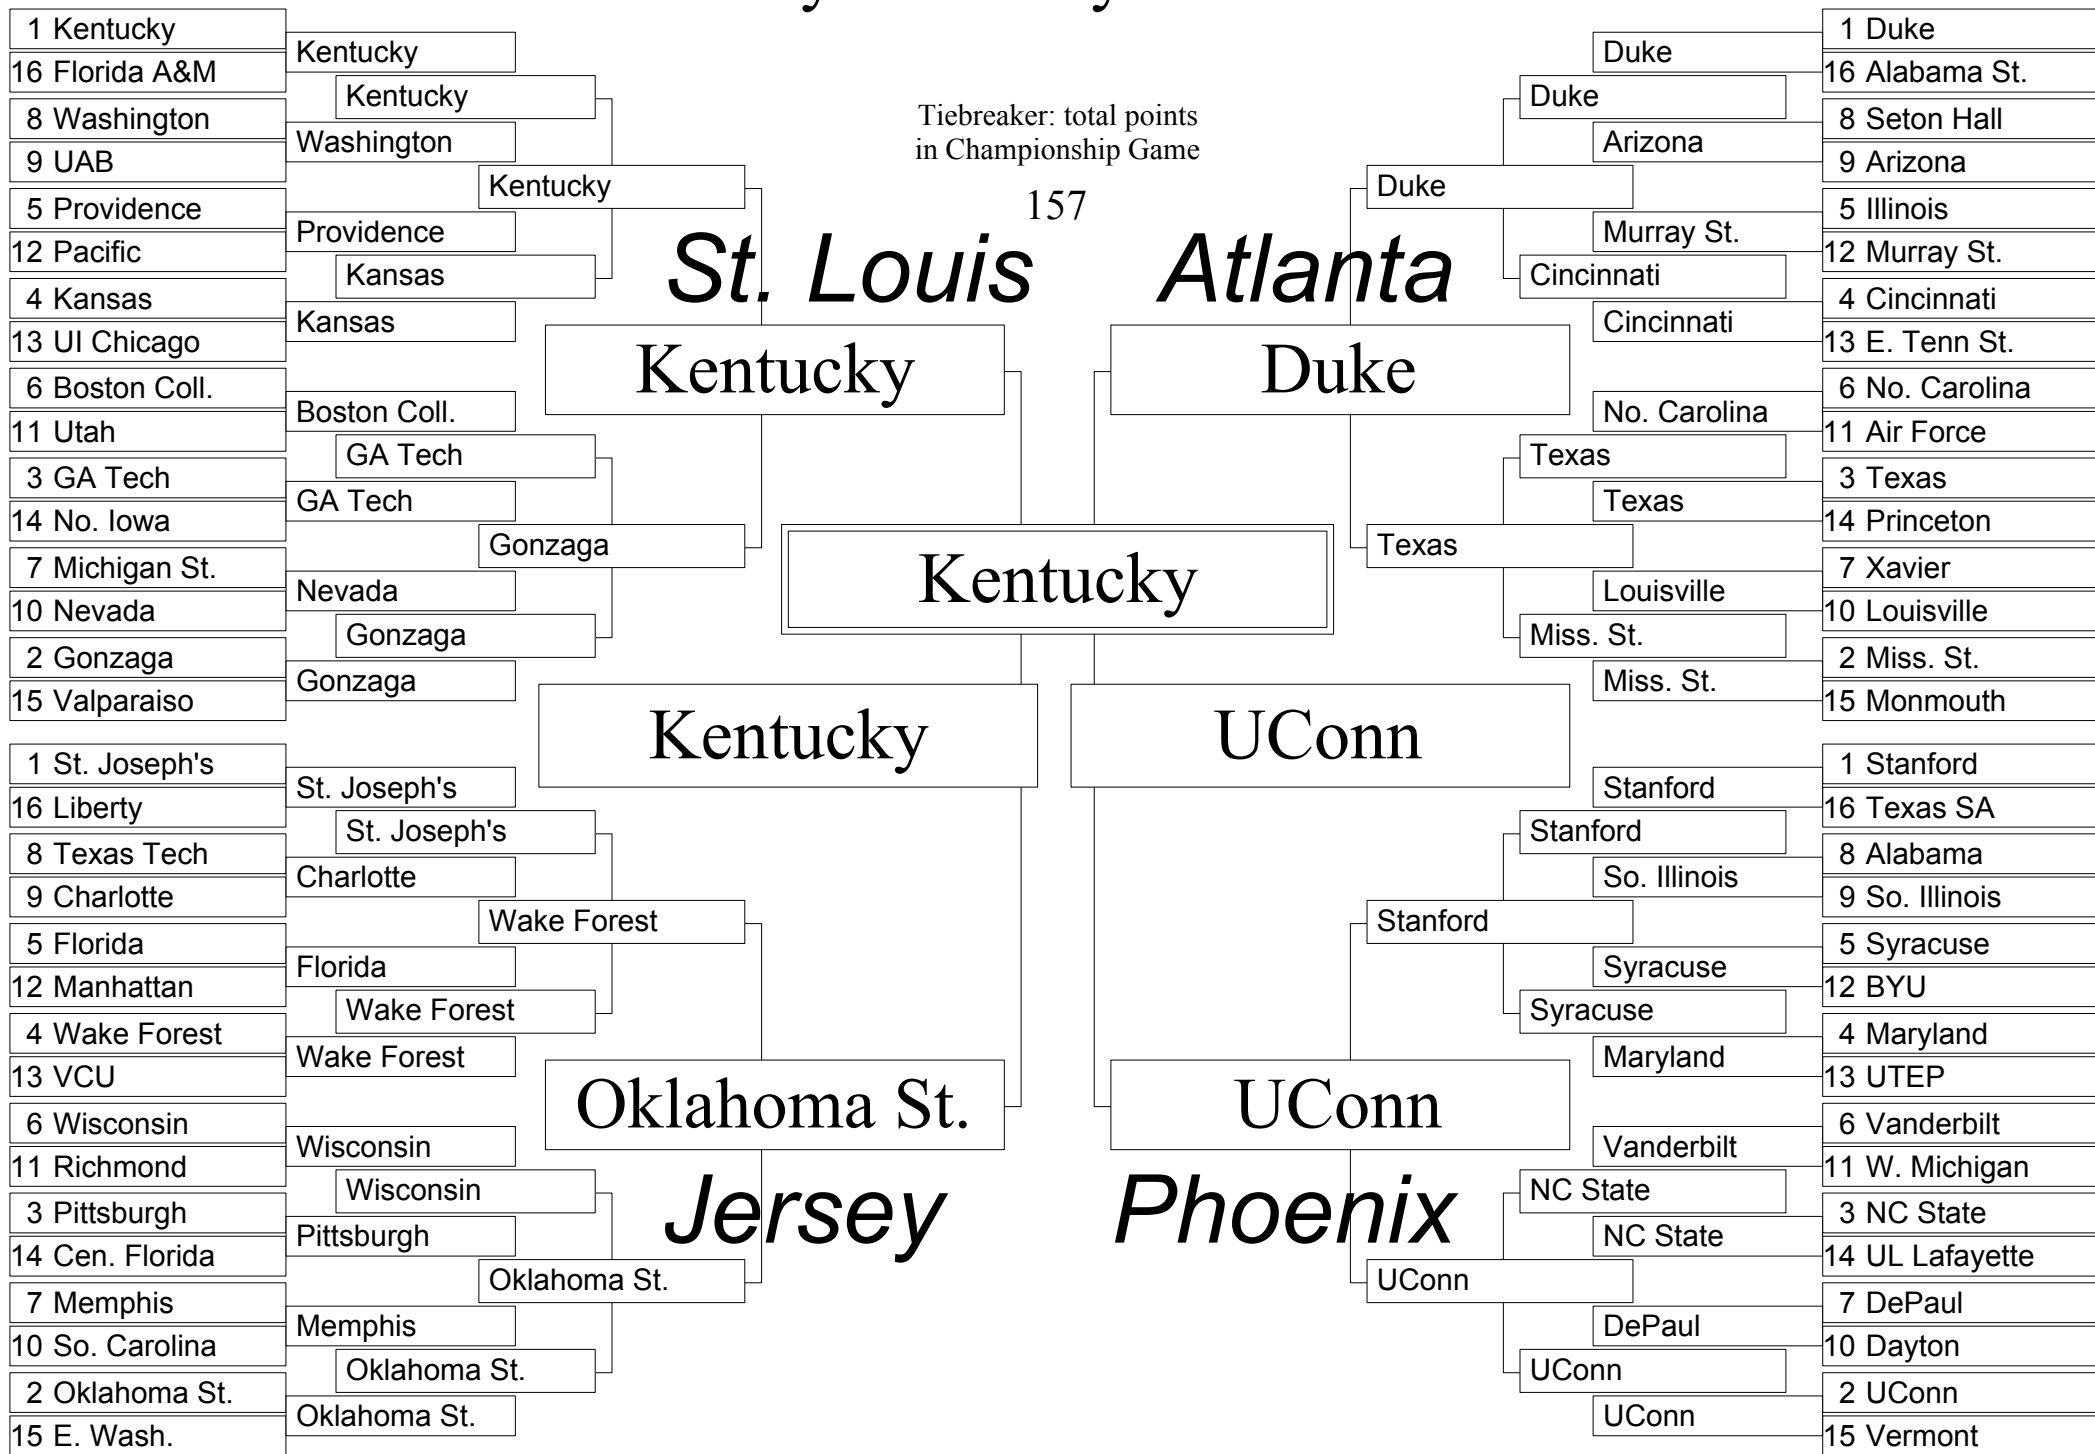 1 Kentucky
16 Florida A&M
8 Washington
9 UAB
5 Providence
12 Pacific
4 Kansas
13 UI Chicago
6 Boston Coll.
11 Utah
3 GA Tech
14 No. Iowa
7 Michigan St.
10 Nevada
2 Gonzaga
15 Valparaiso
Kentucky
Washington
Providence
Kansas
Boston Coll.
GA Tech
Nevada
Gonzaga
Kentucky
Kansas
GA Tech
Gonzaga
Kentucky
Gonzaga
St. Louis
Kentucky
1 St. Joseph's
16 Liberty
8 Texas Tech
9 Charlotte
5 Florida
12 Manhattan
4 Wake Forest
13 VCU
6 Wisconsin
11 Richmond
3 Pittsburgh
14 Cen. Florida
7 Memphis
10 So. Carolina
2 Oklahoma St.
15 E. Wash.
St. Joseph's
Charlotte
Florida
Wake Forest
Wisconsin
Pittsburgh
Memphis
Oklahoma St.
St. Joseph's
Wake Forest
Wisconsin
Oklahoma St.
Wake Forest
Oklahoma St.
Oklahoma St.
Jersey
Tiebreaker: total points
in Championship Game
157
Kentucky
Kentucky
UConn
Atlanta
Duke
Duke
Texas
Duke
Cincinnati
Texas
Miss. St.
Duke
Arizona
Murray St.
Cincinnati
No. Carolina
Texas
Louisville
Miss. St.
1 Duke
16 Alabama St.
8 Seton Hall
9 Arizona
5 Illinois
12 Murray St.
4 Cincinnati
13 E. Tenn St.
6 No. Carolina
11 Air Force
3 Texas
14 Princeton
7 Xavier
10 Louisville
2 Miss. St.
15 Monmouth
UConn
Phoenix
Stanford
UConn
Stanford
Syracuse
NC State
UConn
Stanford
So. Illinois
Syracuse
Maryland
Vanderbilt
NC State
DePaul
UConn
1 Stanford
16 Texas SA
8 Alabama
9 So. Illinois
5 Syracuse
12 BYU
4 Maryland
13 UTEP
6 Vanderbilt
11 W. Michigan
3 NC State
14 UL Lafayette
7 DePaul
10 Dayton
2 UConn
15 Vermont